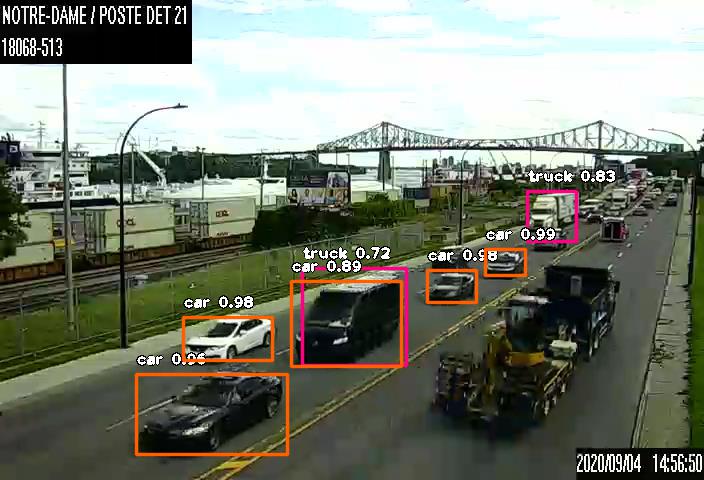 NOTRE-DAME / POSTE DET 21
18068-513
truck 0.83
car 0.99
truck 0.72
car 0.98
car 0.89
car 0.98
car 0.96
2020/09/04 14:56:50